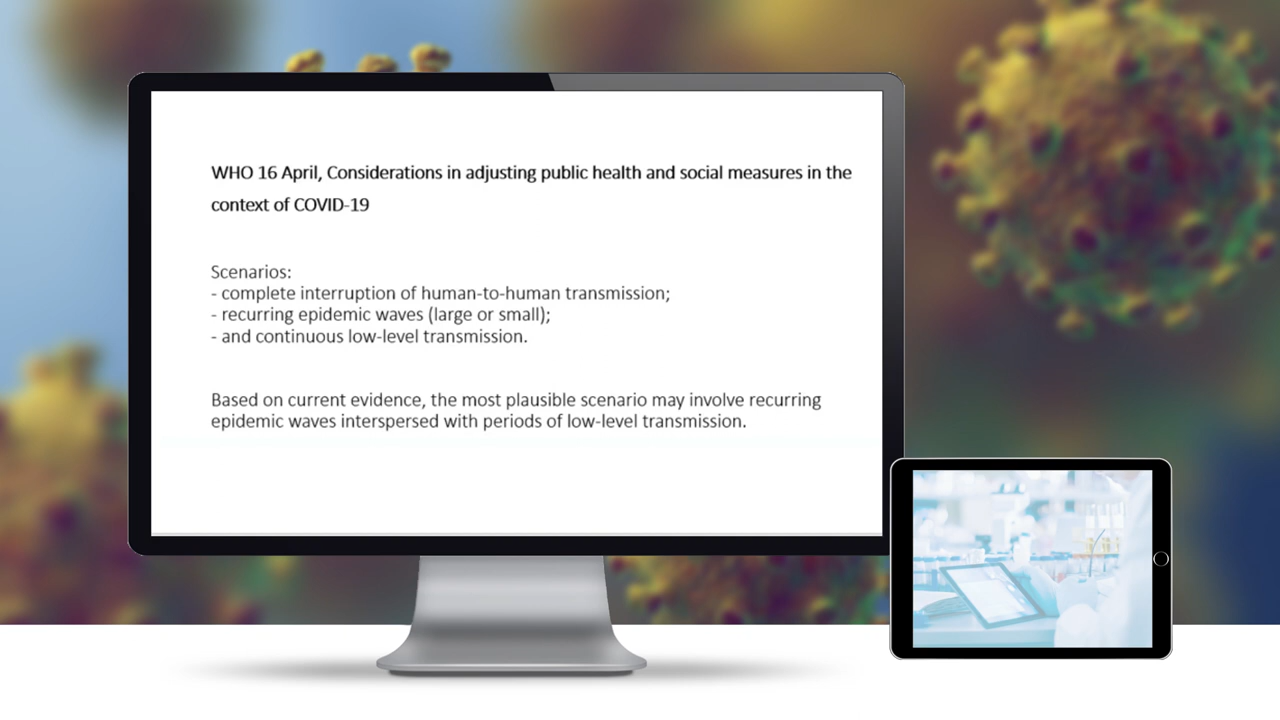 WHO 16 April, Considerations in adjusting public health and social measures in the
context of COVID-19
Scenarios:
- complete interruption of human-to-human transmission;
- recurring epidemic waves (large or small);
- and continuous low-level transmission.
Based on current evidence, the most plausible scenario may involve recurring
epidemic waves interspersed with periods of low-level transmission.